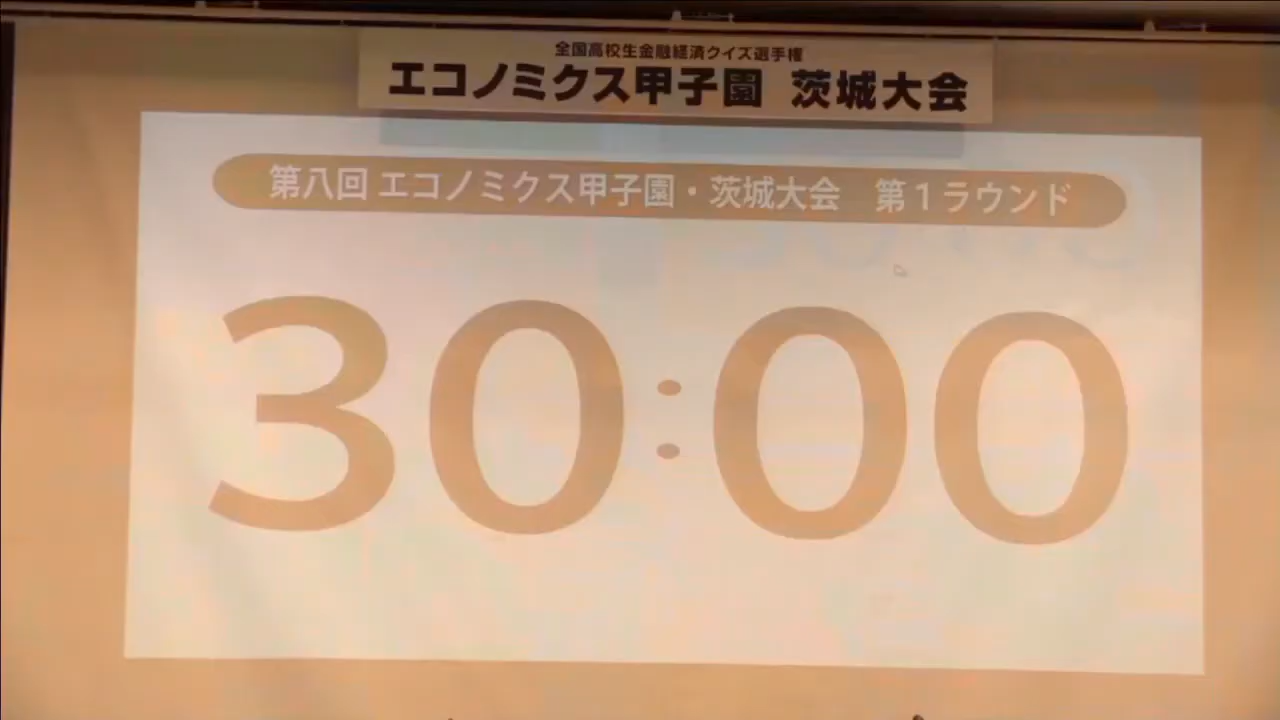 全国高校生金融経済クイズ選手権
エコノミクス甲子園 茨城大会
第八回 エコノミクス甲子園・茨城大会 第1ラウンド
30:00